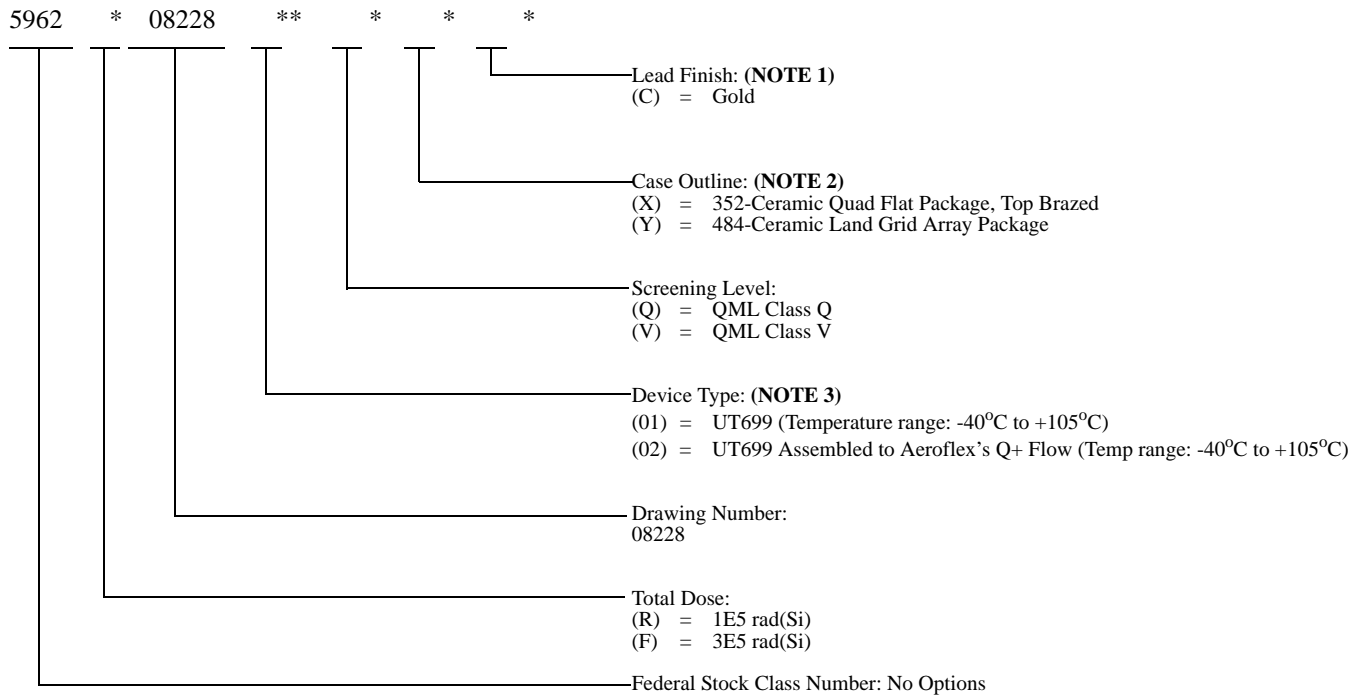 5962 * 08228 ** * * *
Lead Finish: (NOTE 1)
(C) = Gold
Case Outline: (NOTE 2)
(X) = 352-Ceramic Quad Flat Package, Top Brazed
(Y) = 484-Ceramic Land Grid Array Package
Screening Level:
(Q) = QML Class Q
(V) = QML Class V
Device Type: (NOTE 3)
(01) = UT699 (Temperature range: -40°C to +105°C)
(02) = UT699 Assembled to Aeroflex's Q+ Flow (Temp range: -40°C to +105°C)
Drawing Number:
08228
Total Dose:
(R) = 1E5 rad(Si)
(F) = 3E5 rad(Si)
Federal Stock Class Number: No Options